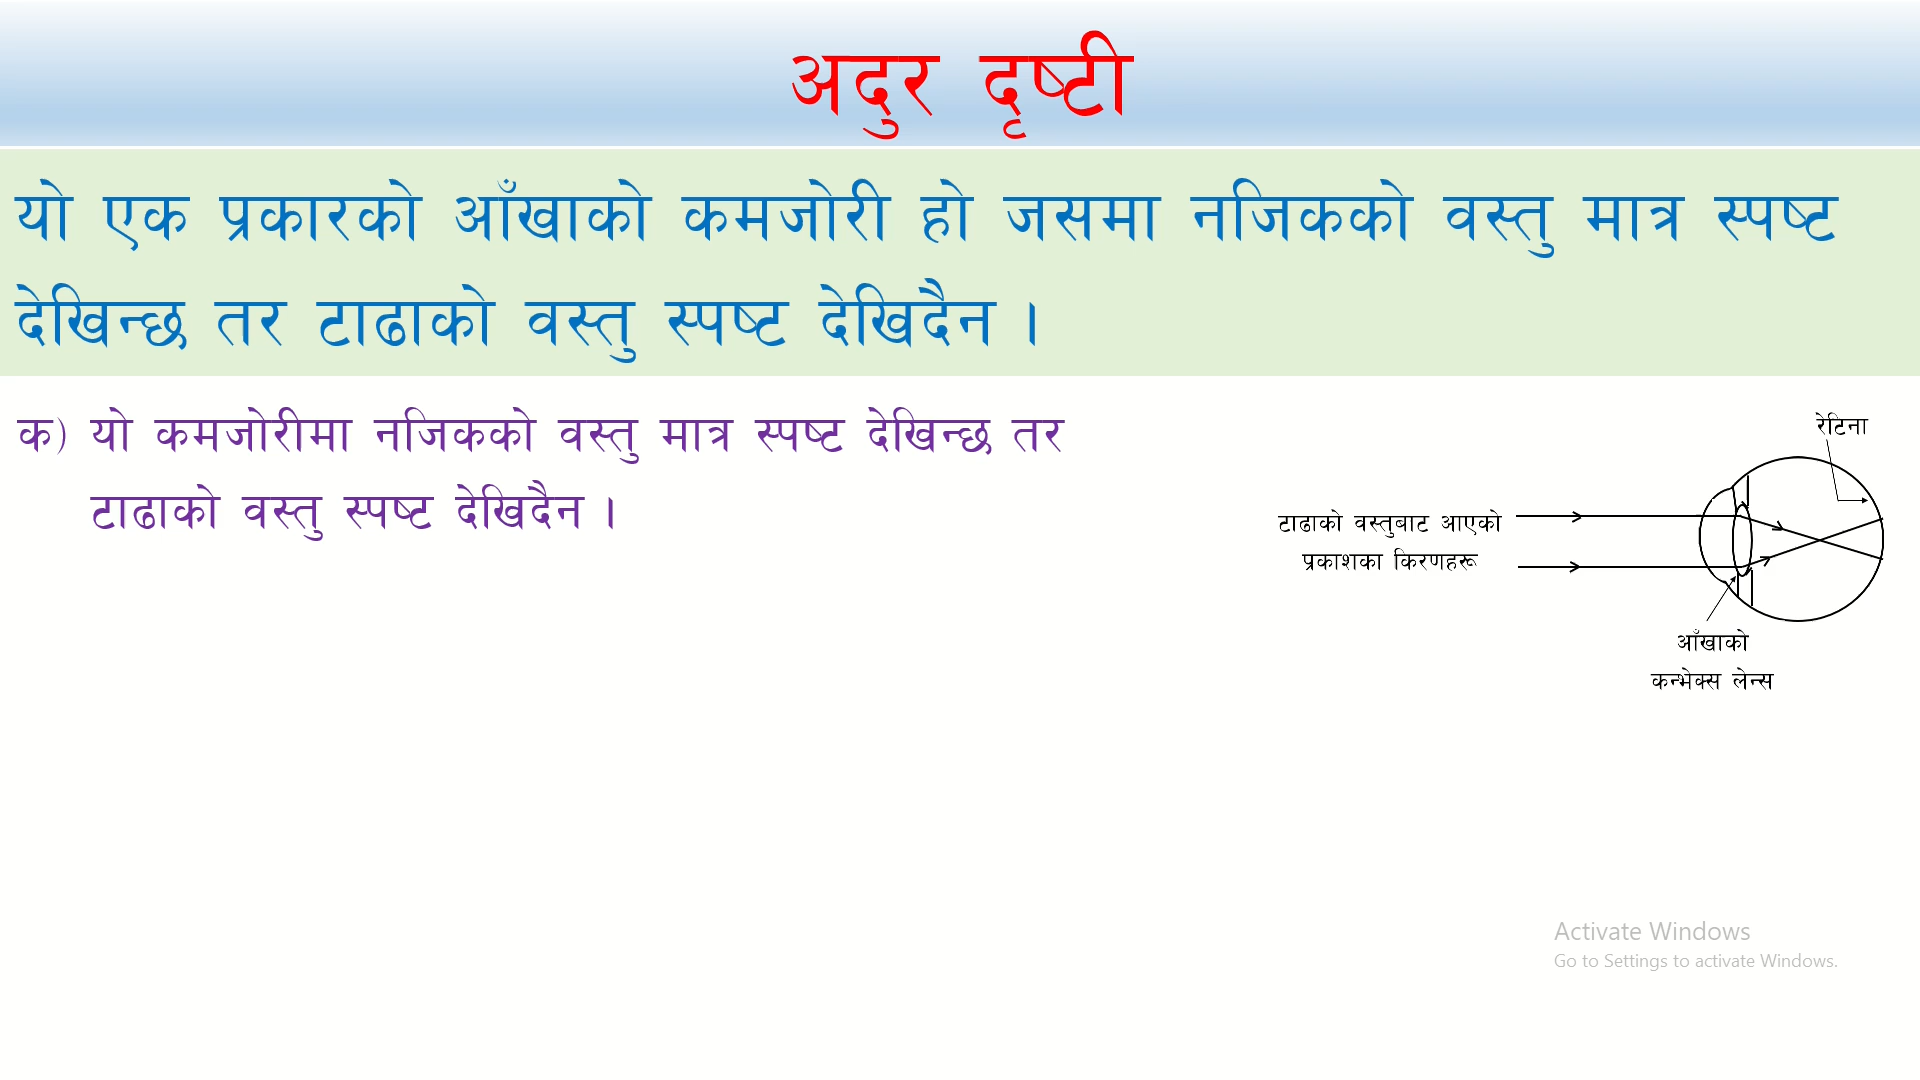 अदुर दृष्टी
यो एक प्रकारको आँखाको कमजोरी हो जसमा नजिकको वस्तु मात्र स्पष्ट
देखिन्छ तर टाढाको वस्तु स्पष्ट देखिदैन ।
क) यो कमजोरीमा नजिकको वस्तु मात्र स्पष्ट देखिन्छ तर
टाढाको वस्तु स्पष्ट देखिदैन ।
रेटिना
टाढाको वस्तुबाट आएको
प्रकाशका किरणहरू
आँखाको
कन्भेक्स लेन्स
Activate Windows
Go to Settings to activate Windows.